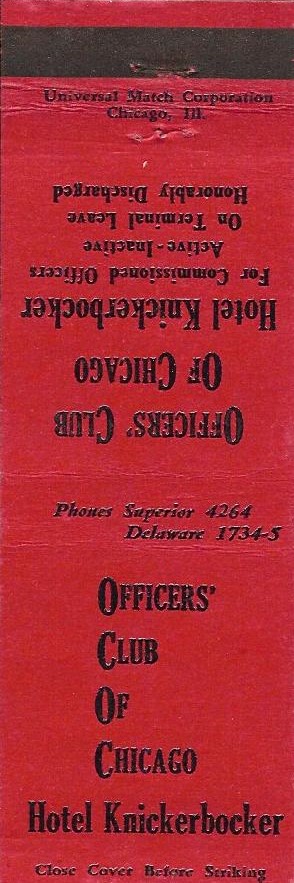 Universal Match Corporation
Chicago, Ill.
OFFICERS' CLUB
OF CHICAGO
Hotel Knickerbocker
For Commissioned Officers
Active - Inactive
On Terminal Leave
Honorably Discharged
Phones Superior 4264
Delaware 1734-5
OFFICERS'
CLUB
OF
CHICAGO
Hotel Knickerbocker
Close Cover Before Striking